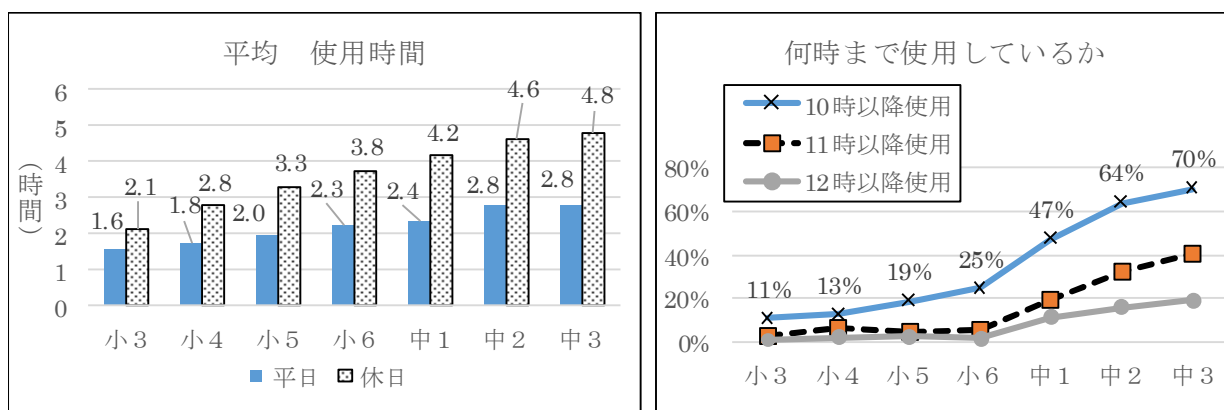 平均 使用時間
(時間)
6
5
4
3
2
1
0
1.6
2.1
1.8
2.8
2.0
3.3
2.3
3.8
2.4
4.2
2.8
4.6
2.8
4.8
小3 小4 小5 小6 中1 中2 中3
平日 休日
何時まで使用しているか
10時以降使用
11時以降使用
12時以降使用
80%
60%
40%
20%
0%
11% 13% 19% 25% 47% 64% 70%
小3 小4 小5 小6 中1 中2 中3